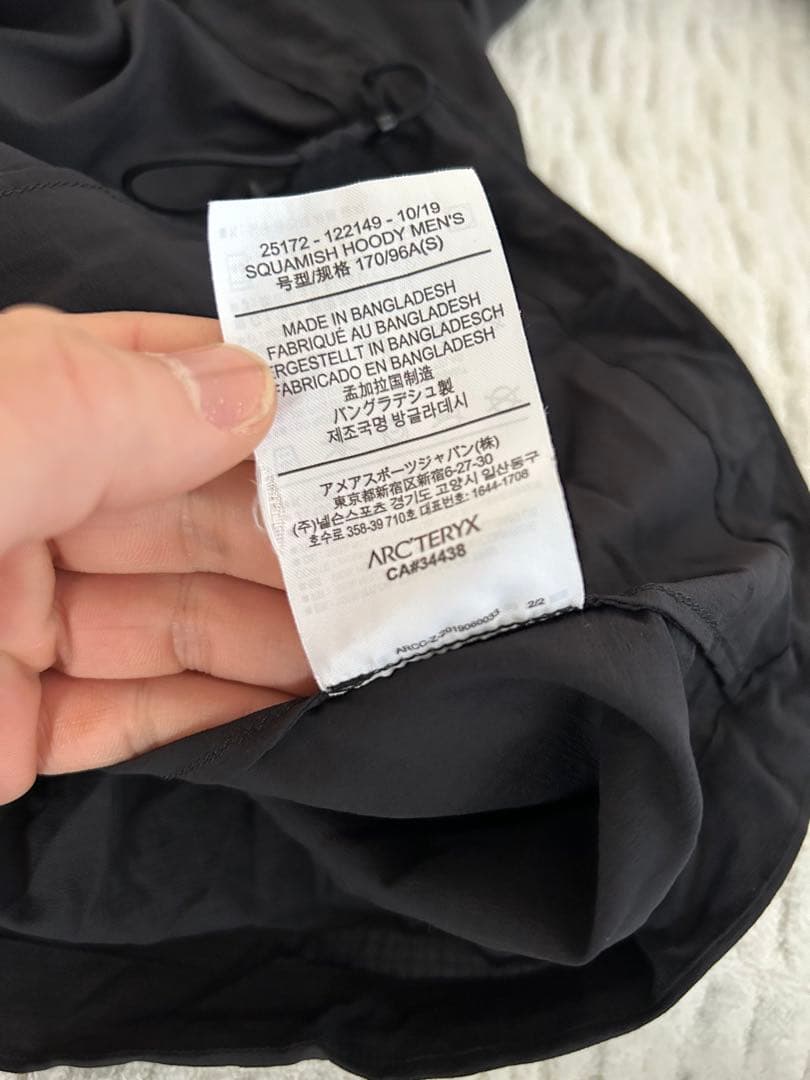 25172 - 122149 - 10/19
SQUAMISH HOODY MEN'S
号型/规格 170/96A(S)
MADE IN BANGLADESH
FABRIQUÉ AU BANGLADESH
ERGESTELLT IN BANGLADESCH
FABRICADO EN BANGLADESH
孟加拉国制造
バングラデシュ製
제조국명 방글라데시
アメアスポーツジャパン(株)
東京都新宿区新宿6-27-30
(주)넬슨스포츠 경기도 고양시 일산동구
호수로 358-39 710호 대표번호: 1644-1708
ARC'TERYX
CA#34438
ARCC-Z-2019060033 2/2